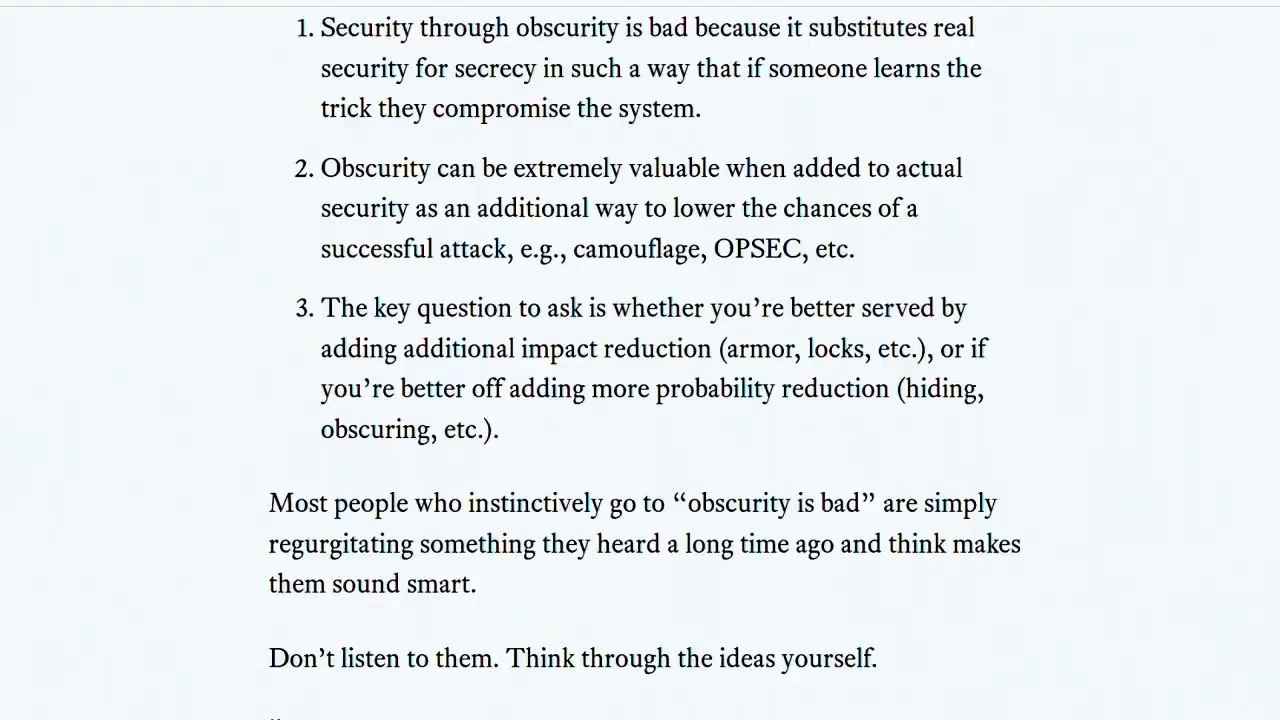 1. Security through obscurity is bad because it substitutes real
security for secrecy in such a way that if someone learns the
trick they compromise the system.
2. Obscurity can be extremely valuable when added to actual
security as an additional way to lower the chances of a
successful attack, e.g., camouflage, OPSEC, etc.
3. The key question to ask is whether you’re better served by
adding additional impact reduction (armor, locks, etc.), or if
you’re better off adding more probability reduction (hiding,
obscuring, etc.).
Most people who instinctively go to “obscurity is bad” are simply
regurgitating something they heard a long time ago and think makes
them sound smart.
Don’t listen to them. Think through the ideas yourself.